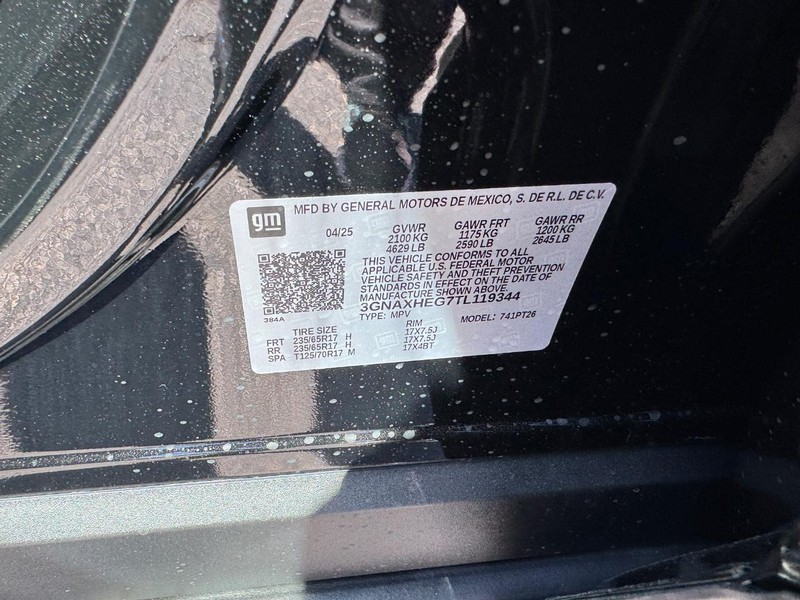 gm MFD BY GENERAL MOTORS DE MEXICO, S. DE R.L. DE C.V.
04/25 GVWR GAWR FRT GAWR RR
2100 KG 1175 KG 1200 KG
4629 LB 2590 LB 2645 LB
THIS VEHICLE CONFORMS TO ALL
APPLICABLE U.S. FEDERAL MOTOR
VEHICLE SAFETY AND THEFT PREVENTION
STANDARDS IN EFFECT ON THE DATE OF
MANUFACTURE SHOWN ABOVE.
3GNAXHEG7TL119344
384A TYPE: MPV MODEL: 741PT26
TIRE SIZE RIM
FRT 235/65R17 H 17X7.5J
RR 235/65R17 H 17X7.5J
SPA T125/70R17 M 17X4BT